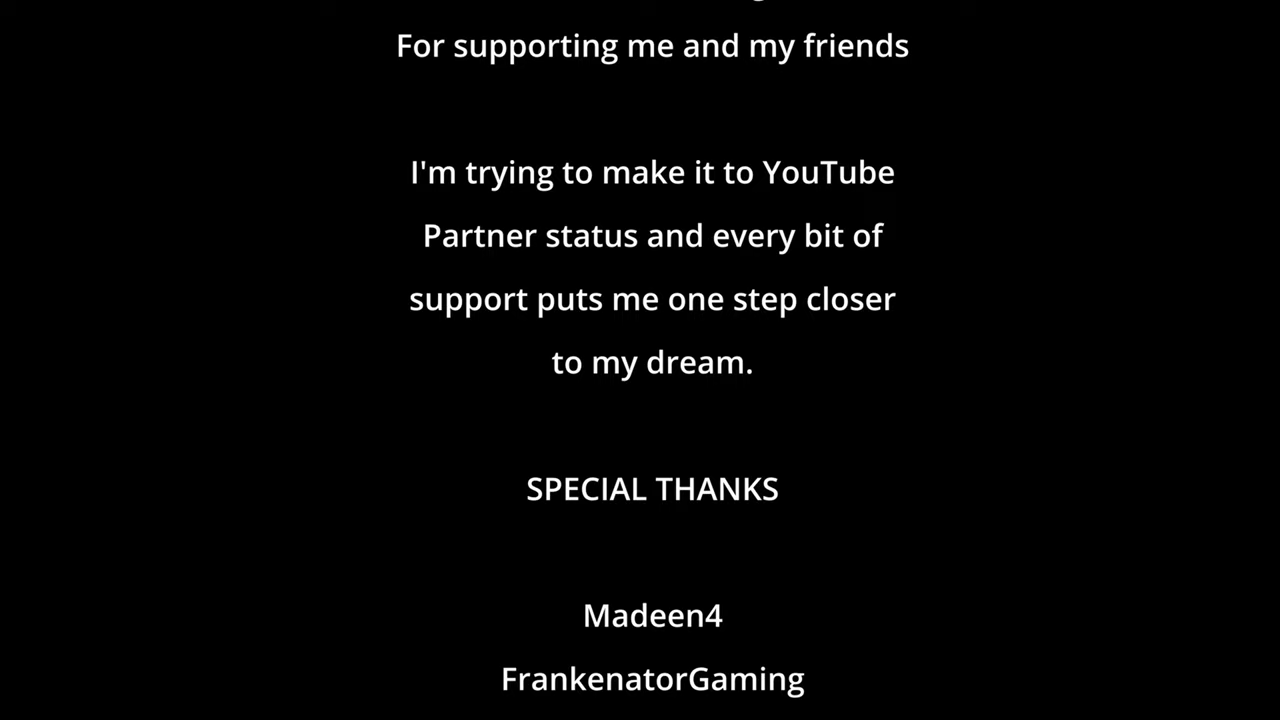 For supporting me and my friends
I'm trying to make it to YouTube
Partner status and every bit of
support puts me one step closer
to my dream.
SPECIAL THANKS
Madeen4
FrankenatorGaming